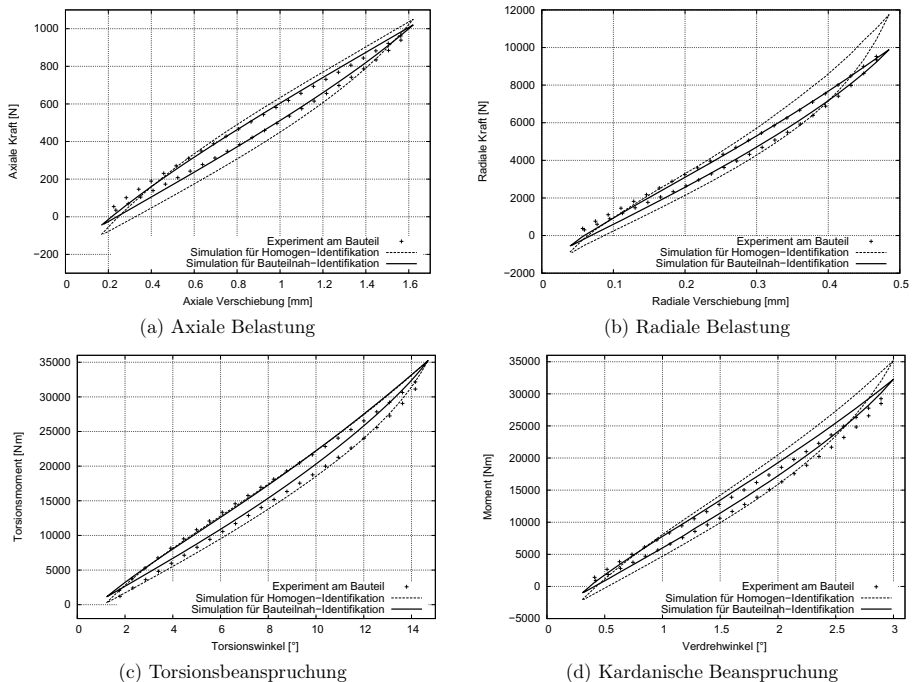 1000
800
600
400
200
0
−200
0
0.2
0.4
0.6
0.8
1.0
1.2
1.4
1.6
Axiale Kraft [N]
Axiale Verschiebung [mm]
Experiment am Bauteil
Simulation für Homogen−Identifikation
Simulation für Bauteilnah−Identifikation
(a) Axiale Belastung
12000
10000
8000
6000
4000
2000
0
−2000
0
0.1
0.2
0.3
0.4
0.5
Radiale Kraft [N]
Radiale Verschiebung [mm]
Experiment am Bauteil
Simulation für Homogen−Identifikation
Simulation für Bauteilnah−Identifikation
(b) Radiale Belastung
35000
30000
25000
20000
15000
10000
5000
0
0
2
4
6
8
10
12
14
Torsionsmoment [Nm]
Torsionswinkel [°]
Experiment am Bauteil
Simulation für Homogen−Identifikation
Simulation für Bauteilnah−Identifikation
(c) Torsionsbeanspruchung
35000
30000
25000
20000
15000
10000
5000
0
−5000
0
0.5
1
1.5
2
2.5
3
Moment [Nm]
Verdrehwinkel [°]
Experiment am Bauteil
Simulation für Homogen−Identifikation
Simulation für Bauteilnah−Identifikation
(d) Kardanische Beanspruchung